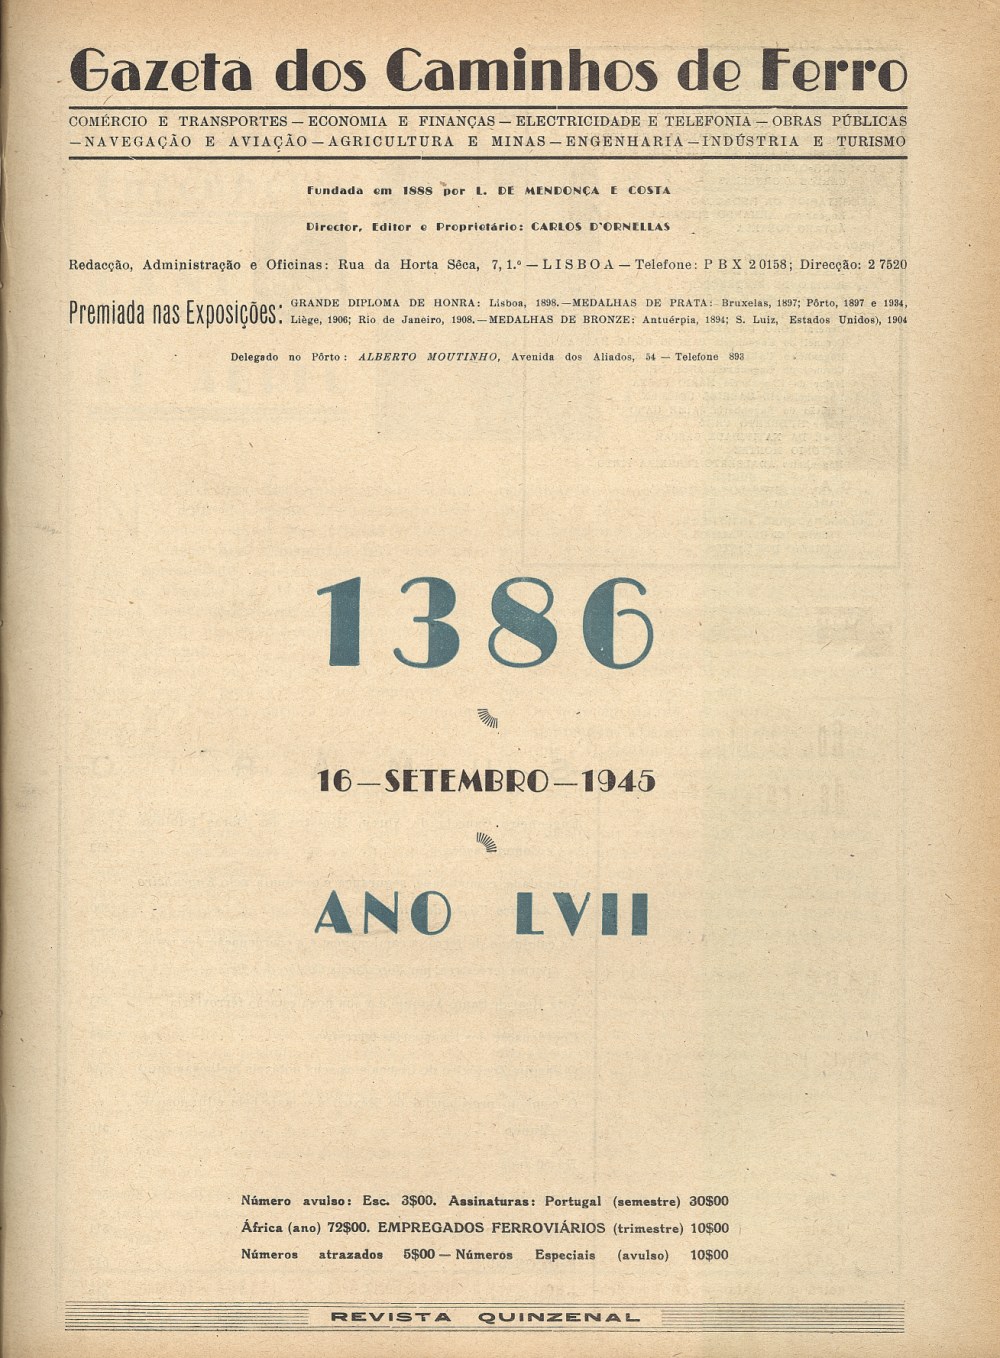 Gazeta dos Caminhos de Ferro
COMÉRCIO E TRANSPORTES — ECONOMIA E FINANÇAS — ELECTRICIDADE E TELEFONIA — OBRAS PÚBLICAS
— NAVEGAÇÃO E AVIAÇÃO — AGRICULTURA E MINAS — ENGENHARIA — INDÚSTRIA E TURISMO
Fundada em 1888 por L. DE MENDONÇA E COSTA
Director, Editor e Proprietário: CARLOS D'ORNELLAS
Redacção, Administração e Oficinas: Rua da Horta Sêca, 7, 1.º — LISBOA — Telefone: PBX 20158; Direcção: 27520
Premiada nas Exposições:
GRANDE DIPLOMA DE HONRA: Lisboa, 1898. — MEDALHAS DE PRATA: Bruxelas, 1897; Pôrto, 1897 e 1934,
Liège, 1906; Rio de Janeiro, 1908. — MEDALHAS DE BRONZE: Antuérpia, 1894; S. Luiz, Estados Unidos), 1904
Delegado no Pôrto: ALBERTO MOUTINHO, Avenida dos Aliados, 54 — Telefone 893
1386
16 — SETEMBRO — 1945
ANO LVII
Número avulso: Esc. 3$00. Assinaturas: Portugal (semestre) 30$00
África (ano) 72$00. EMPREGADOS FERROVIÁRIOS (trimestre) 10$00
Números atrazados 5$00 — Números Especiais (avulso) 10$00
REVISTA QUINZENAL